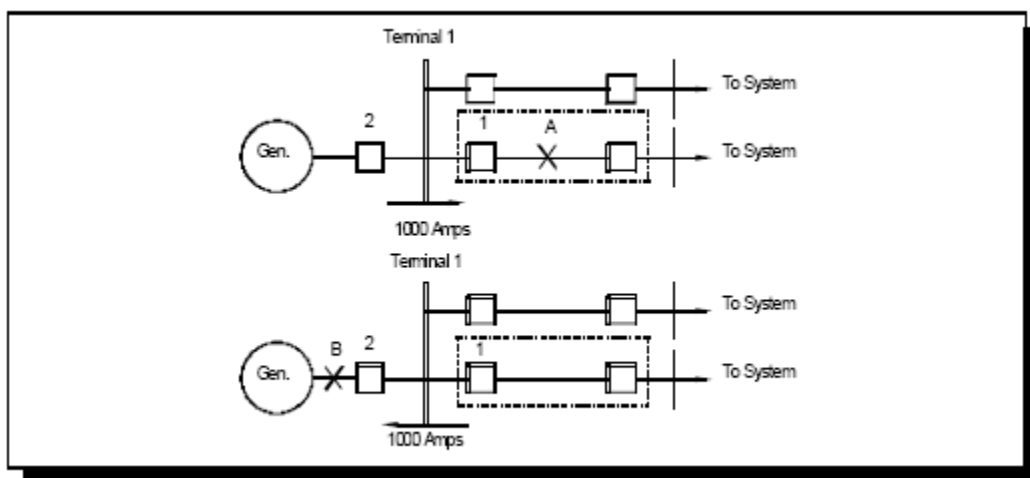 Terminal 1
To System
2
1
A
Gen.
To System
1000 Amps
Terminal 1
To System
B
2
1
Gen.
To System
1000 Amps